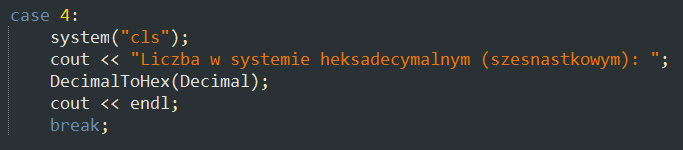 case 4:
system("cls");
cout << "Liczba w systemie heksadecymalnym (szesnastkowym): ";
DecimalToHex(Decimal);
cout << endl;
break;